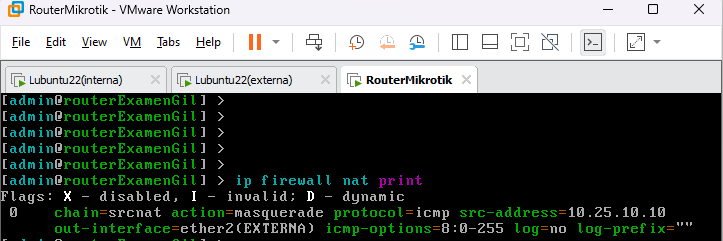 RouterMikrotik - VMware Workstation
File Edit View VM Tabs Help
Lubuntu22(interna) Lubuntu22(externa) RouterMikrotik
[admin@routerExamenGil] >
[admin@routerExamenGil] >
[admin@routerExamenGil] >
[admin@routerExamenGil] >
[admin@routerExamenGil] >
[admin@routerExamenGil] > ip firewall nat print
Flags: X - disabled, I - invalid; D - dynamic
0 chain=srcnat action=masquerade protocol=icmp src-address=10.25.10.10
out-interface=ether2(EXTERNA) icmp-options=8:0-255 log=no log-prefix=""